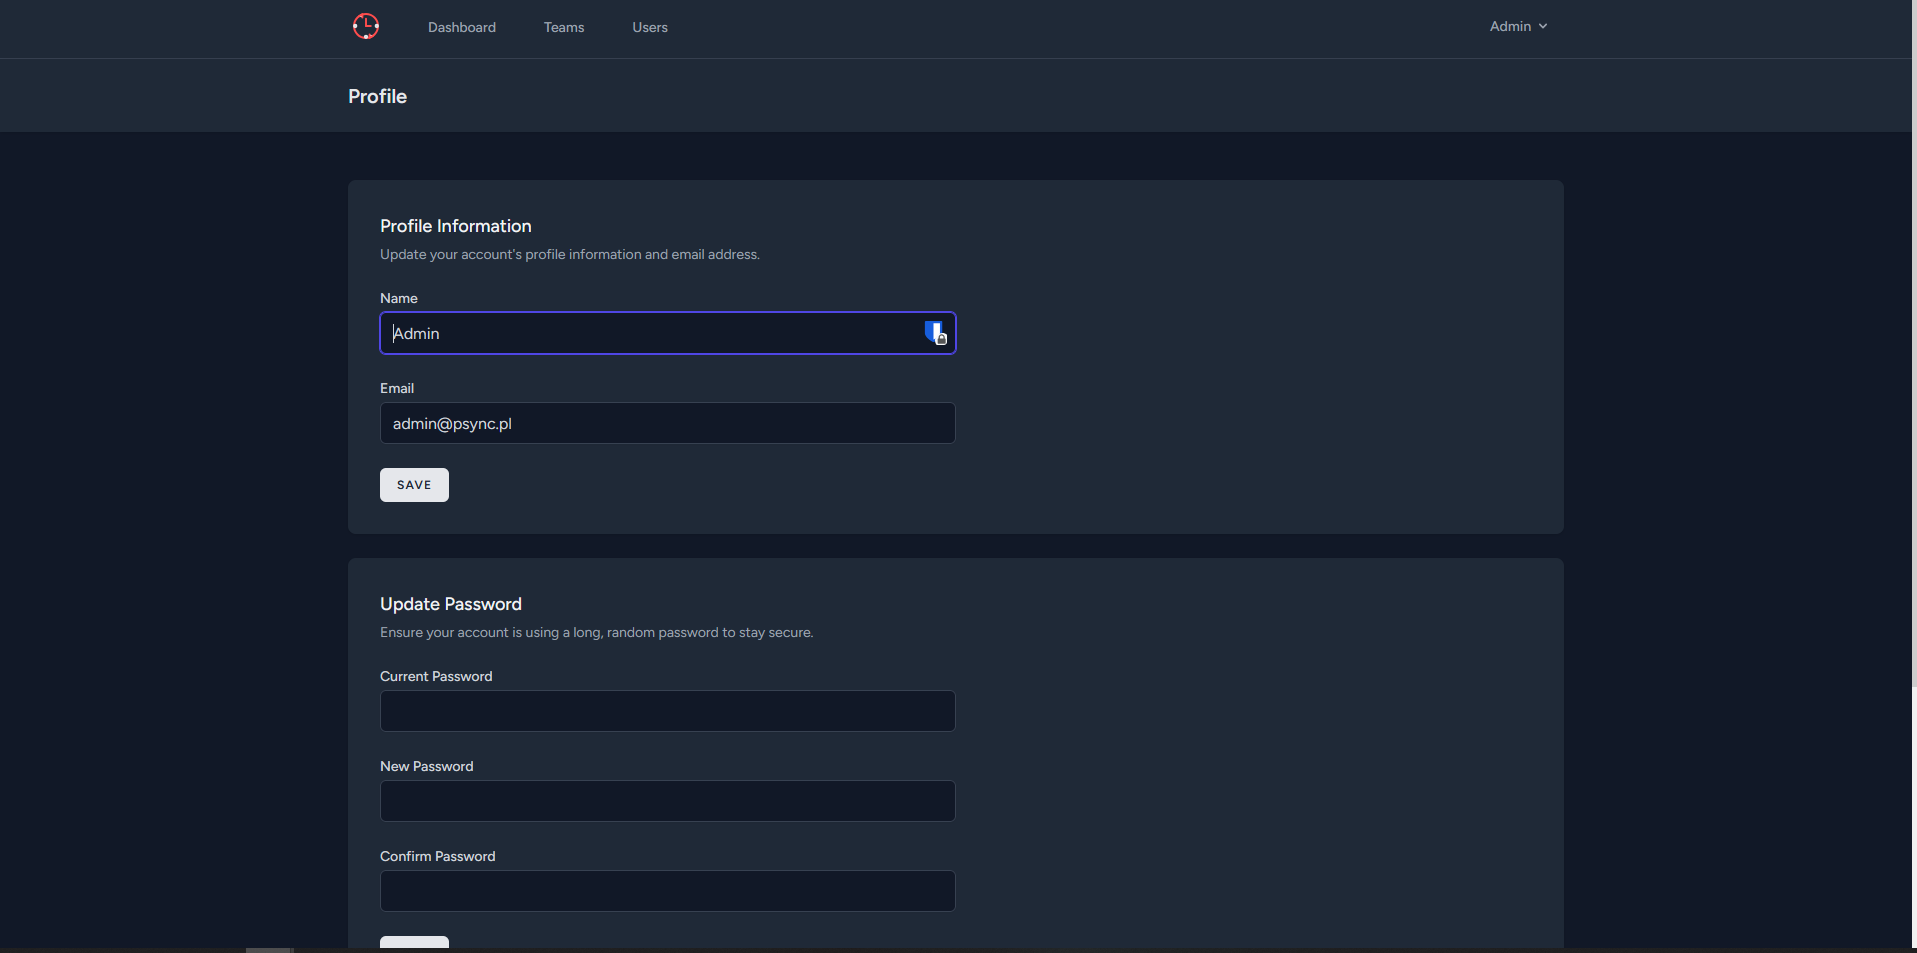 Dashboard Teams Users Admin
Profile
Profile Information
Update your account's profile information and email address.
Name
Admin
Email
admin@psync.pl
SAVE
Update Password
Ensure your account is using a long, random password to stay secure.
Current Password
New Password
Confirm Password